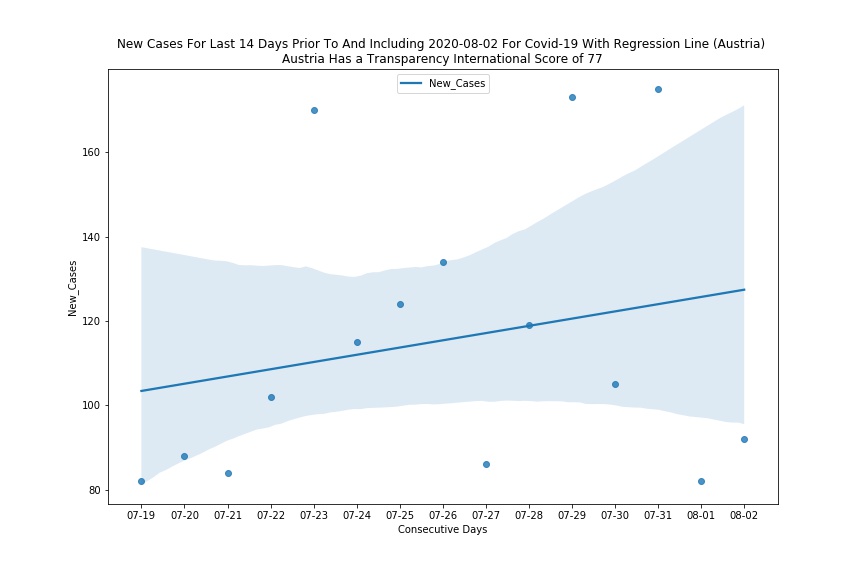 New Cases For Last 14 Days Prior To And Including 2020-08-02 For Covid-19 With Regression Line (Austria)
Austria Has a Transparency International Score of 77
New_Cases
160
140
120
100
80
New_Cases
07-19 07-20 07-21 07-22 07-23 07-24 07-25 07-26 07-27 07-28 07-29 07-30 07-31 08-01 08-02
Consecutive Days